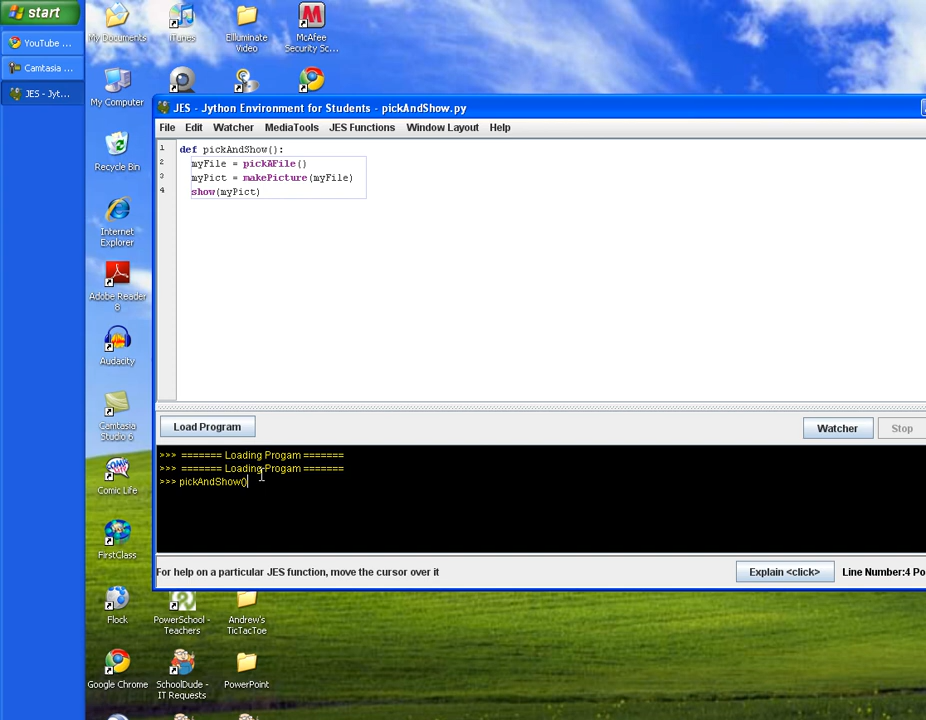 start
YouTube ...
Camtasia ...
JES - Jyt...
My Documents
iTunes
Elluminate
Video
McAfee
Security Sc...
My Computer
Recycle Bin
Internet
Explorer
Adobe Reader
8
Audacity
Camtasia
Studio 6
Comic Life
FirstClass
Flock
PowerSchool -
Teachers
Andrew's
TicTacToe
Google Chrome
SchoolDude -
IT Requests
PowerPoint
JES - Jython Environment for Students - pickAndShow.py
File Edit Watcher MediaTools JES Functions Window Layout Help
1 def pickAndShow():
2 myFile = pickAFile()
3 myPict = makePicture(myFile)
4 show(myPict)
Load Program
Watcher
Stop
>>> ======= Loading Progam =======
>>> ======= Loading Progam =======
>>> pickAndShow()
For help on a particular JES function, move the cursor over it
Explain <click>
Line Number:4 Po